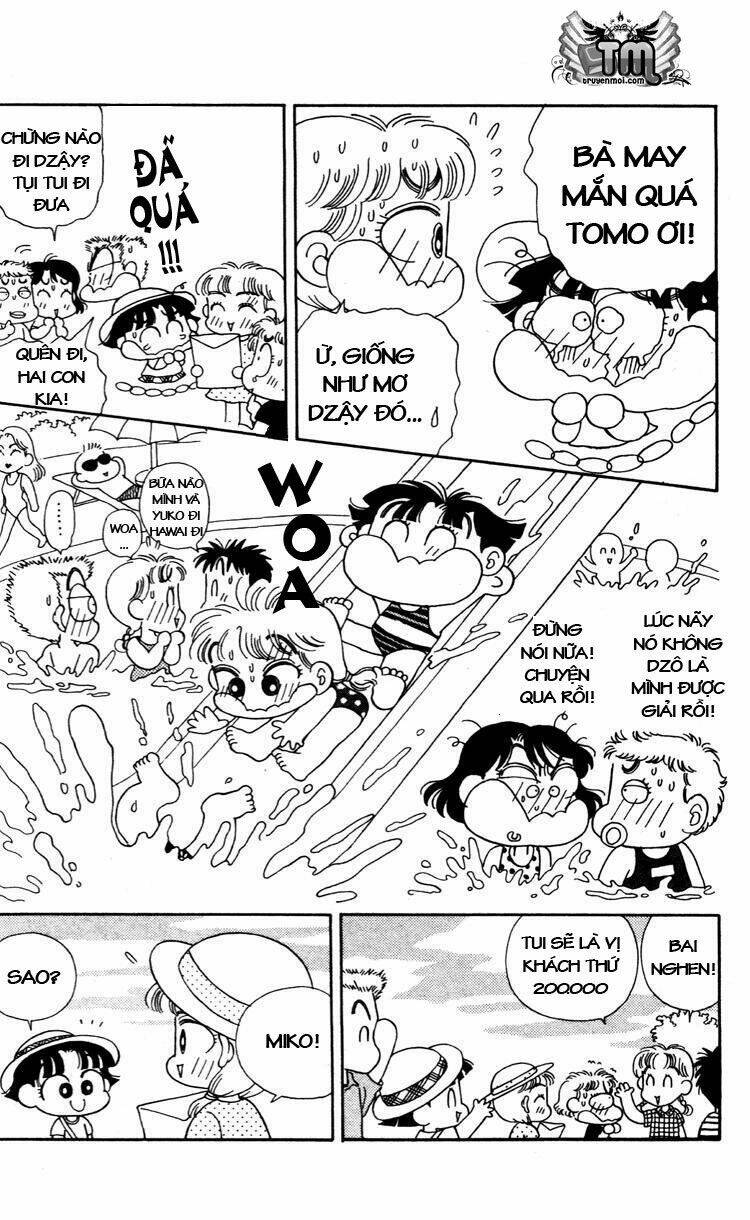 TM
truyenmoi.com
BÀ MAY
MẮN QUÁ
TOMO ƠI!
Ừ, GIỐNG
NHƯ MƠ
DZẬY ĐÓ...
CHỪNG NÀO
ĐI DZẬY?
TỤI TUI ĐI
ĐƯA
ĐÃ
QUÁ
!!!
QUÊN ĐI,
HAI CON
KIA!
LÚC NÃY
NÓ KHÔNG
DZÔ LÀ
MÌNH ĐƯỢC
GIẢI RỒI!
ĐỪNG
NÓI NỮA!
CHUYỆN
QUA RỒI!
WOA
BỮA NÀO
MÌNH VÀ
YUKO ĐI
HAWAI ĐI
WOA
...
......
BAI
NGHEN!
TUI SẼ LÀ VỊ
KHÁCH THỨ
200.000
MIKO!
SAO?